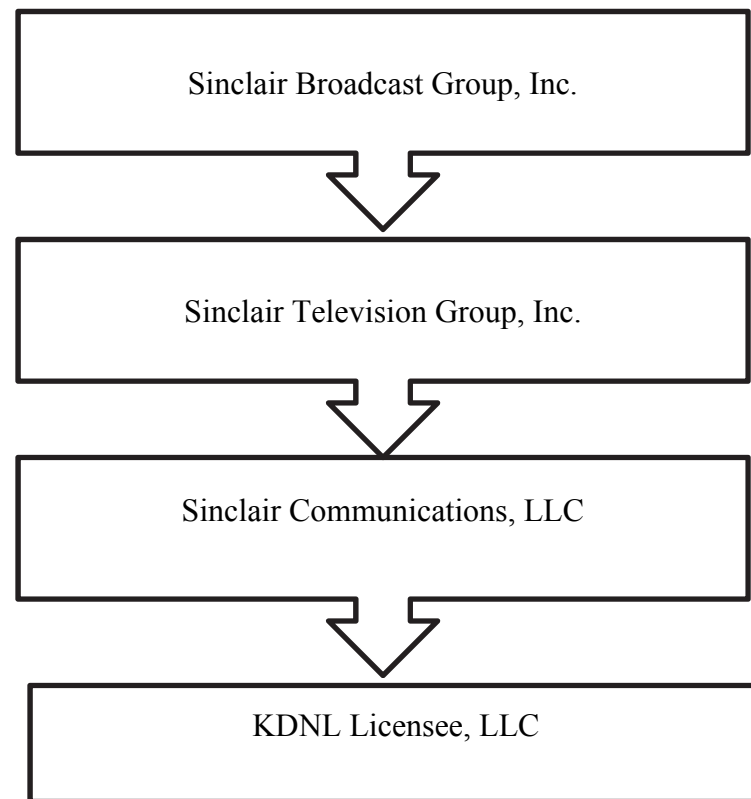 Sinclair Broadcast Group, Inc.
Sinclair Television Group, Inc.
Sinclair Communications, LLC
KDNL Licensee, LLC